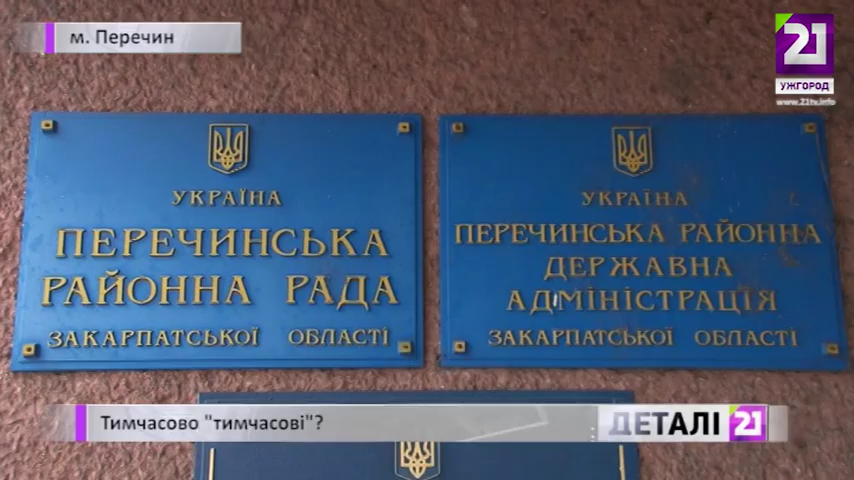 м. Перечин
21
УЖГОРОД
www.21tv.info
УКРАЇНА
ПЕРЕЧИНСЬКА
РАЙОННА РАДА
ЗАКАРПАТСЬКОЇ ОБЛАСТІ
УКРАЇНА
ПЕРЕЧИНСЬКА РАЙОННА
ДЕРЖАВНА
АДМІНІСТРАЦІЯ
ЗАКАРПАТСЬКОЇ ОБЛАСТІ
Тимчасово "тимчасові"?
ДЕТАЛІ 21